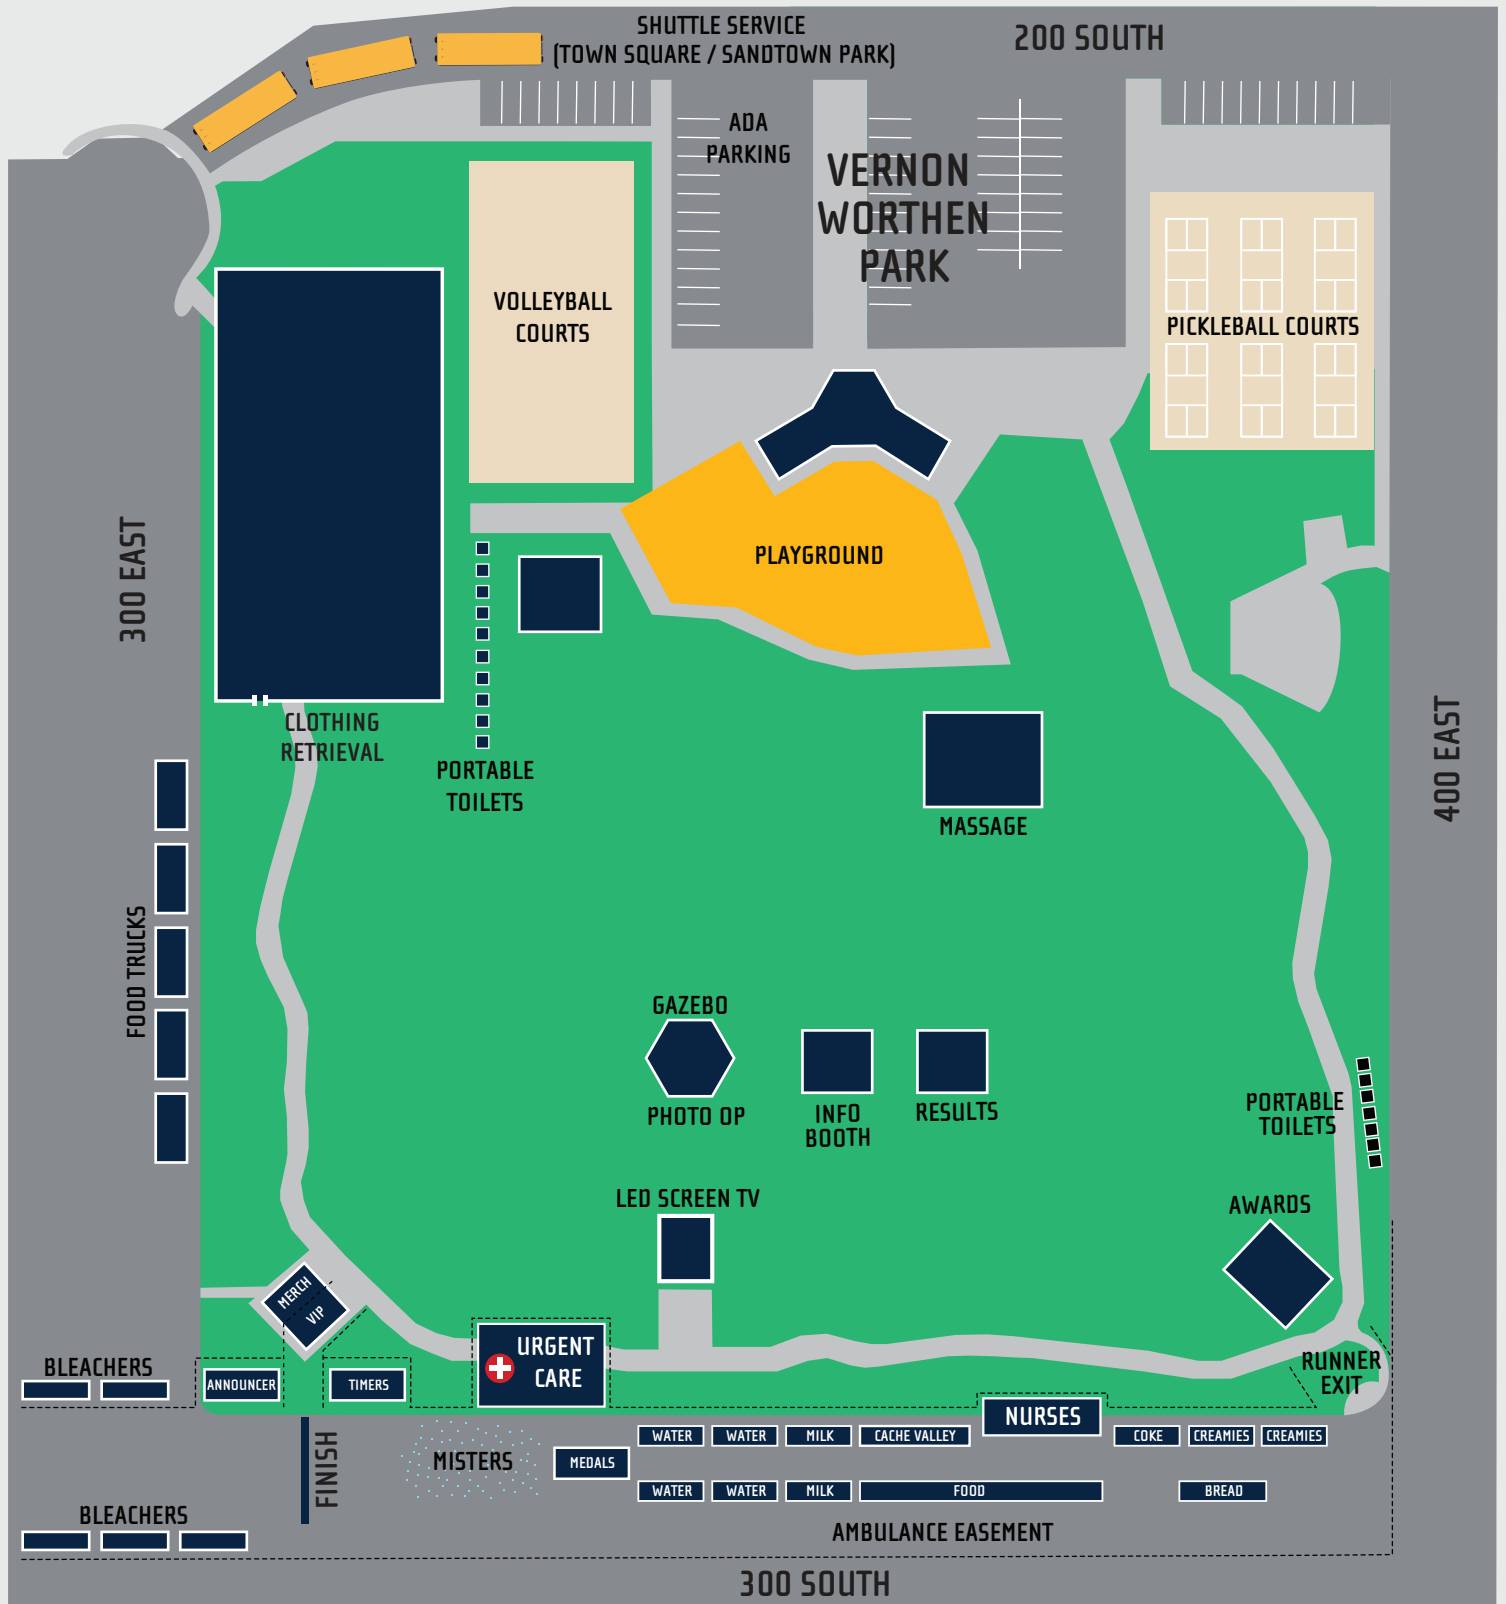 SHUTTLE SERVICE
(TOWN SQUARE / SANDTOWN PARK)
200 SOUTH
ADA
PARKING
VERNON
WORTHEN
PARK
VOLLEYBALL
COURTS
PICKLEBALL COURTS
PLAYGROUND
300 EAST
400 EAST
CLOTHING
RETRIEVAL
PORTABLE
TOILETS
MASSAGE
FOOD TRUCKS
GAZEBO
PHOTO OP
INFO
BOOTH
RESULTS
PORTABLE
TOILETS
LED SCREEN TV
AWARDS
MERCH
VIP
BLEACHERS
ANNOUNCER
TIMERS
URGENT
CARE
RUNNER
EXIT
NURSES
FINISH
MISTERS
MEDALS
WATER
WATER
MILK
CACHE VALLEY
COKE
CREAMIES
CREAMIES
WATER
WATER
MILK
FOOD
BREAD
BLEACHERS
AMBULANCE EASEMENT
300 SOUTH